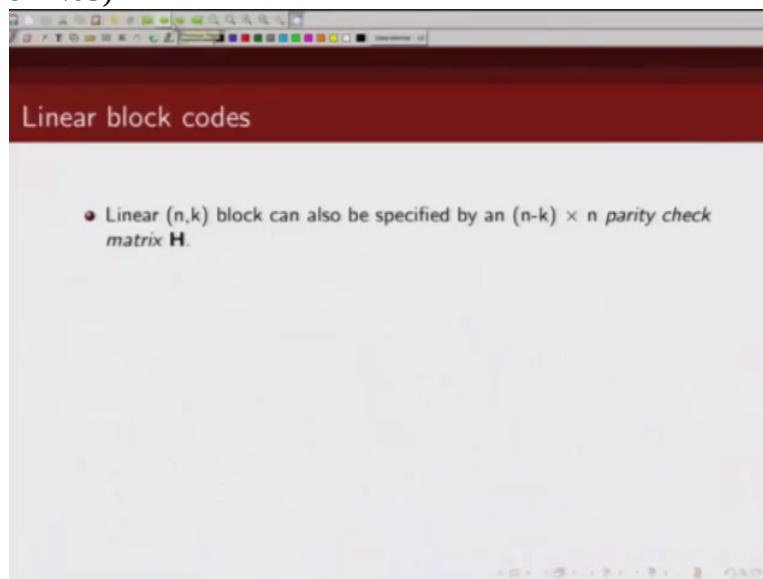 Linear block codes
Linear (n,k) block can also be specified by an (n-k) × n parity check
matrix H.